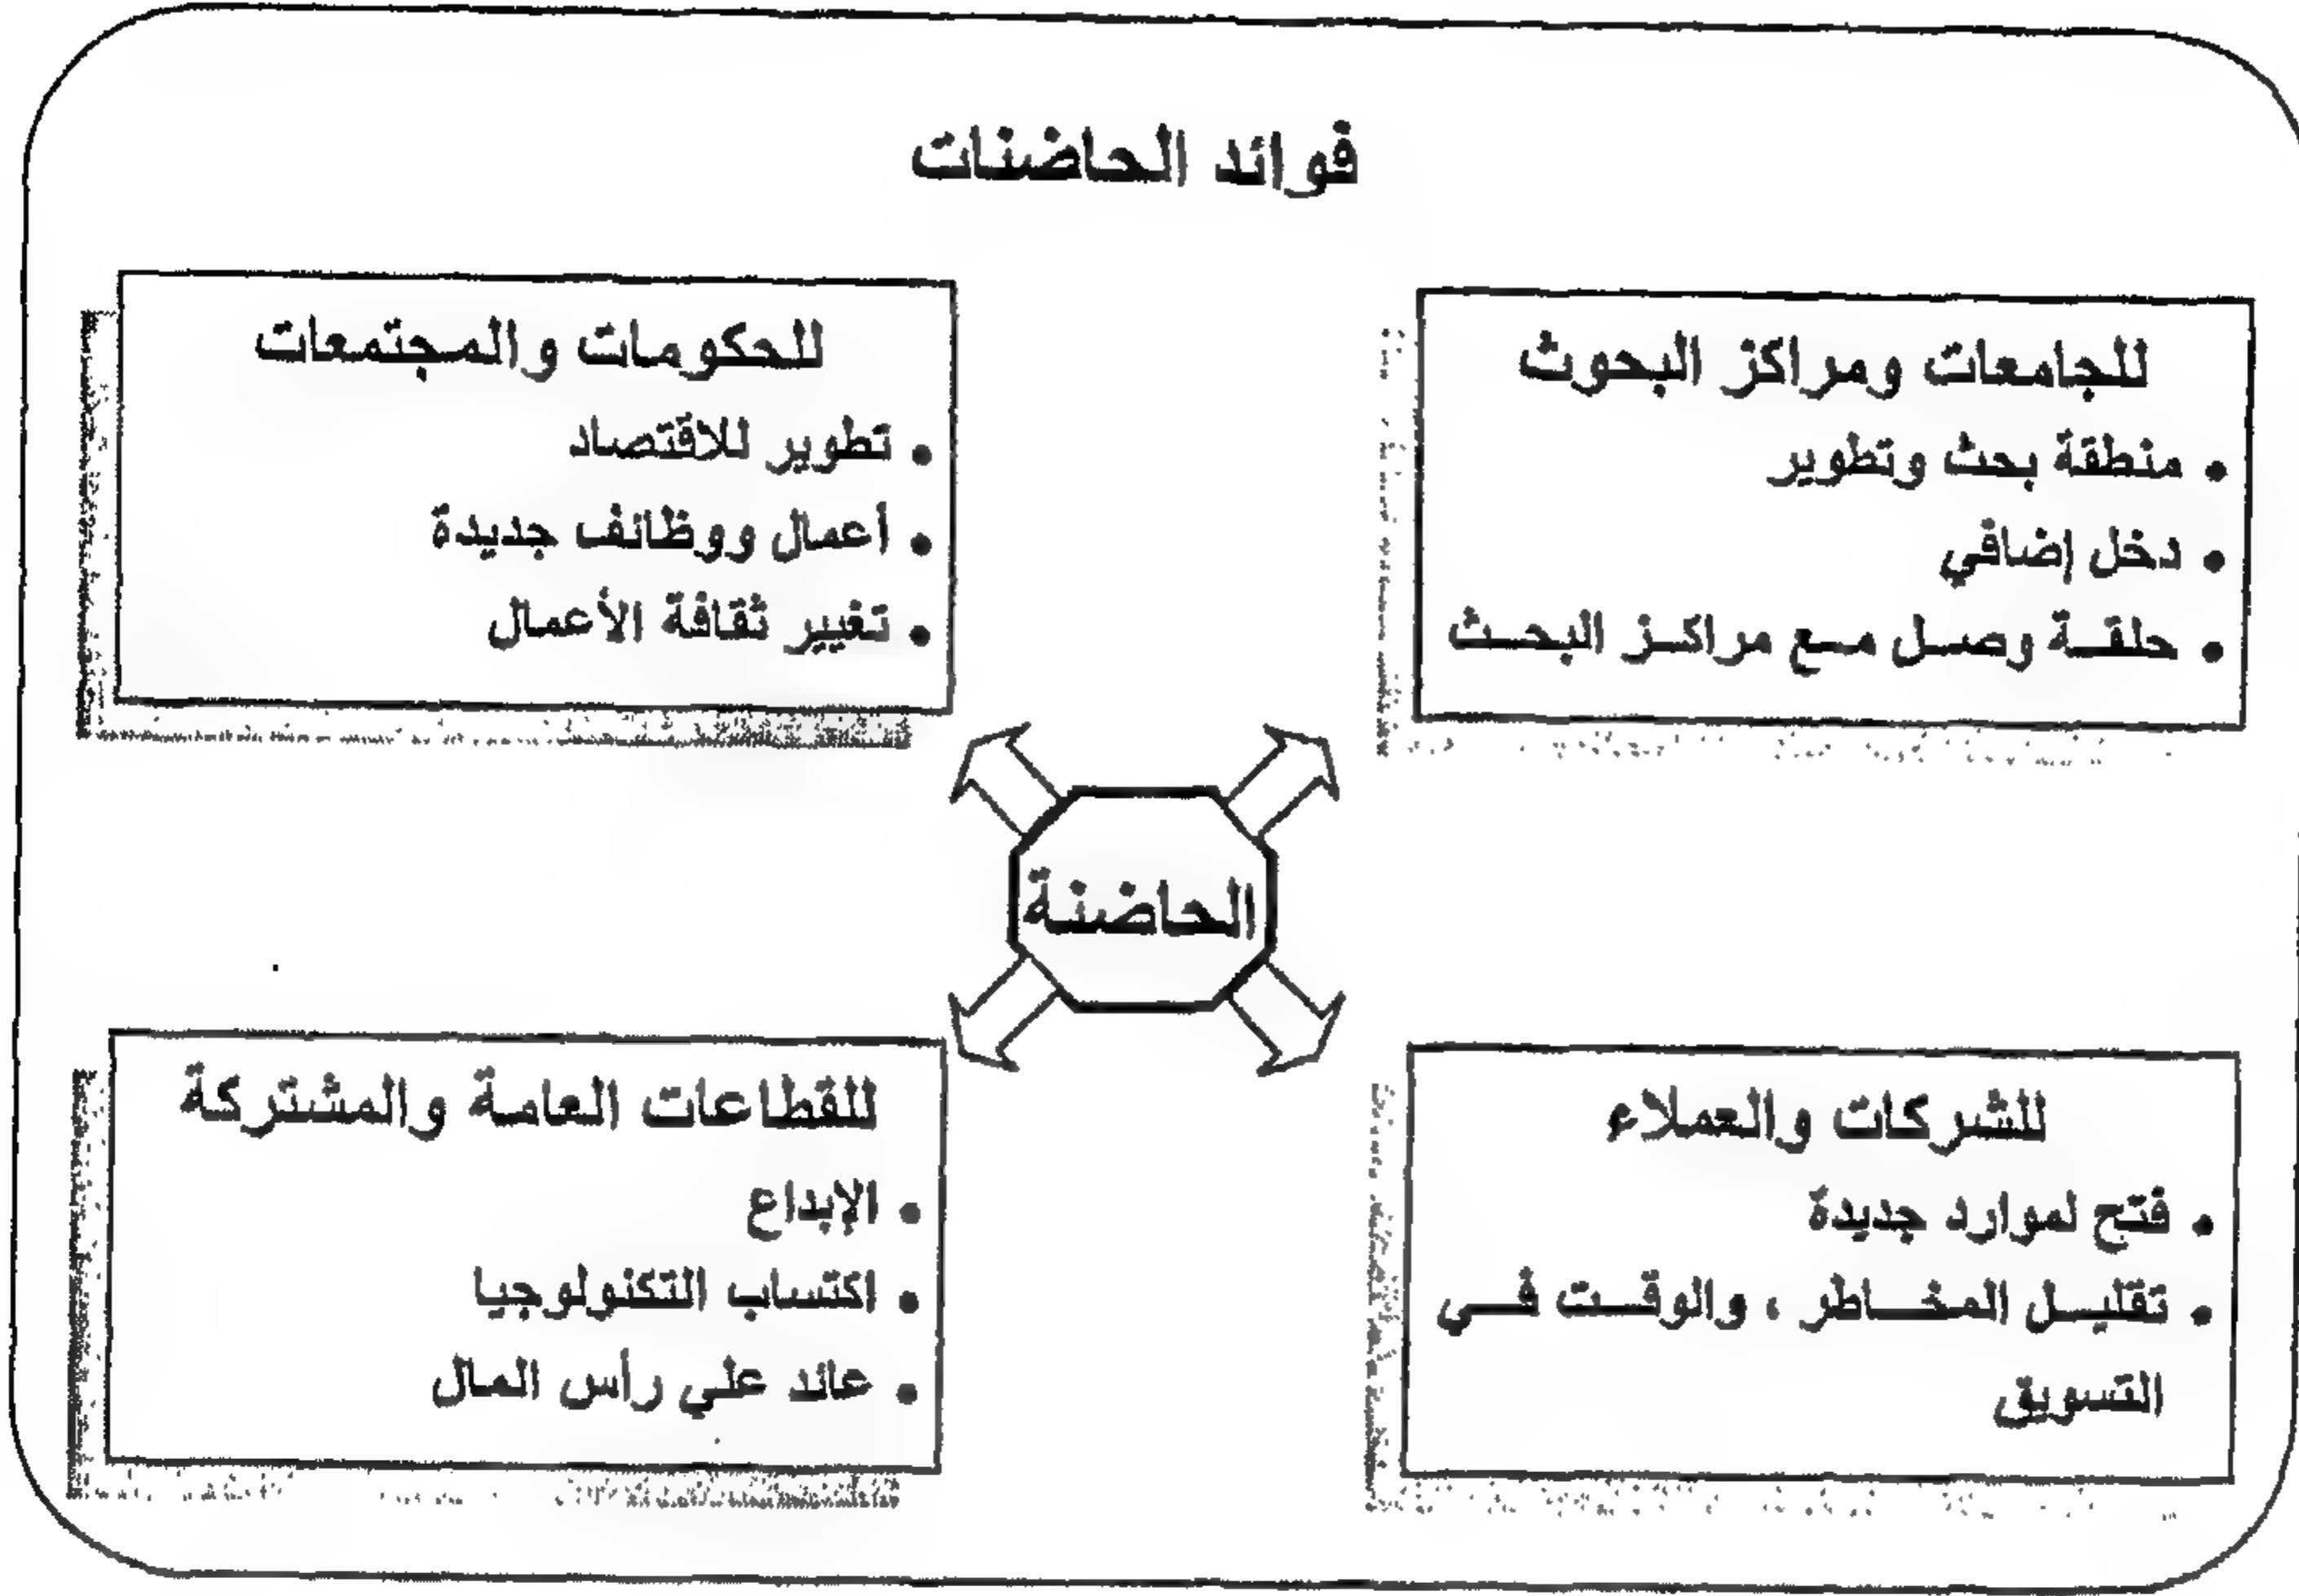 فوائد الحاضنات
للجامعات ومراكز البحوث
• منطقة بحث وتطوير
• دخل إضافي
• حلقة وصل مع مراكز البحث
للحكومات والمجتمعات
• تطوير للاقتصاد
• أعمال ووظائف جديدة
• تغيير ثقافة الأعمال
الحاضنة
للشركات والعملاء
• فتح لموارد جديدة
• تقليل المخاطر ، والوقت في
التسويق
للقطاعات العامة والمشتركة
• الإبداع
• اكتساب التكنولوجيا
• عائد علي رأس المال